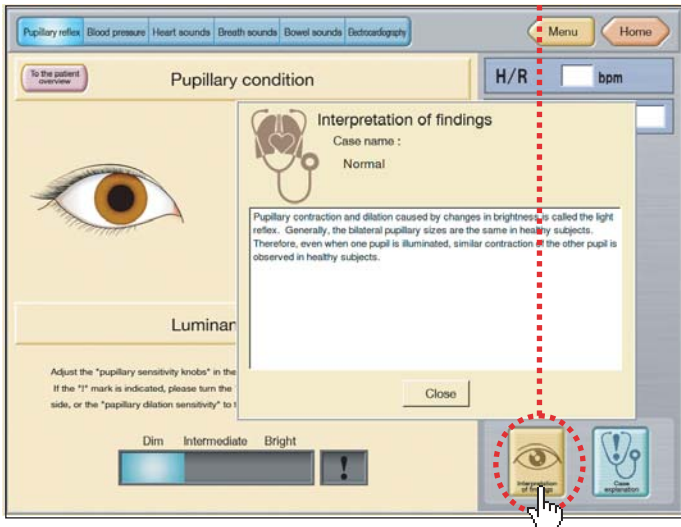 Pupillary reflex Blood pressure Heart sounds Breath sounds Bowel sounds Electrocardiography
Menu Home
To the patient
overview
Pupillary condition
H/R bpm
Interpretation of findings
Case name :
Normal
Pupillary contraction and dilation caused by changes in brightness is called the light
reflex. Generally, the bilateral pupillary sizes are the same in healthy subjects.
Therefore, even when one pupil is illuminated, similar contraction of the other pupil is
observed in healthy subjects.
Luminan
Adjust the "pupillary sensitivity knobs" in the
If the "!" mark is indicated, please turn the
side, or the "papillary dilation sensitivity" to
Close
Dim Intermediate Bright
!
Interpretation
of findings
Case
explanation